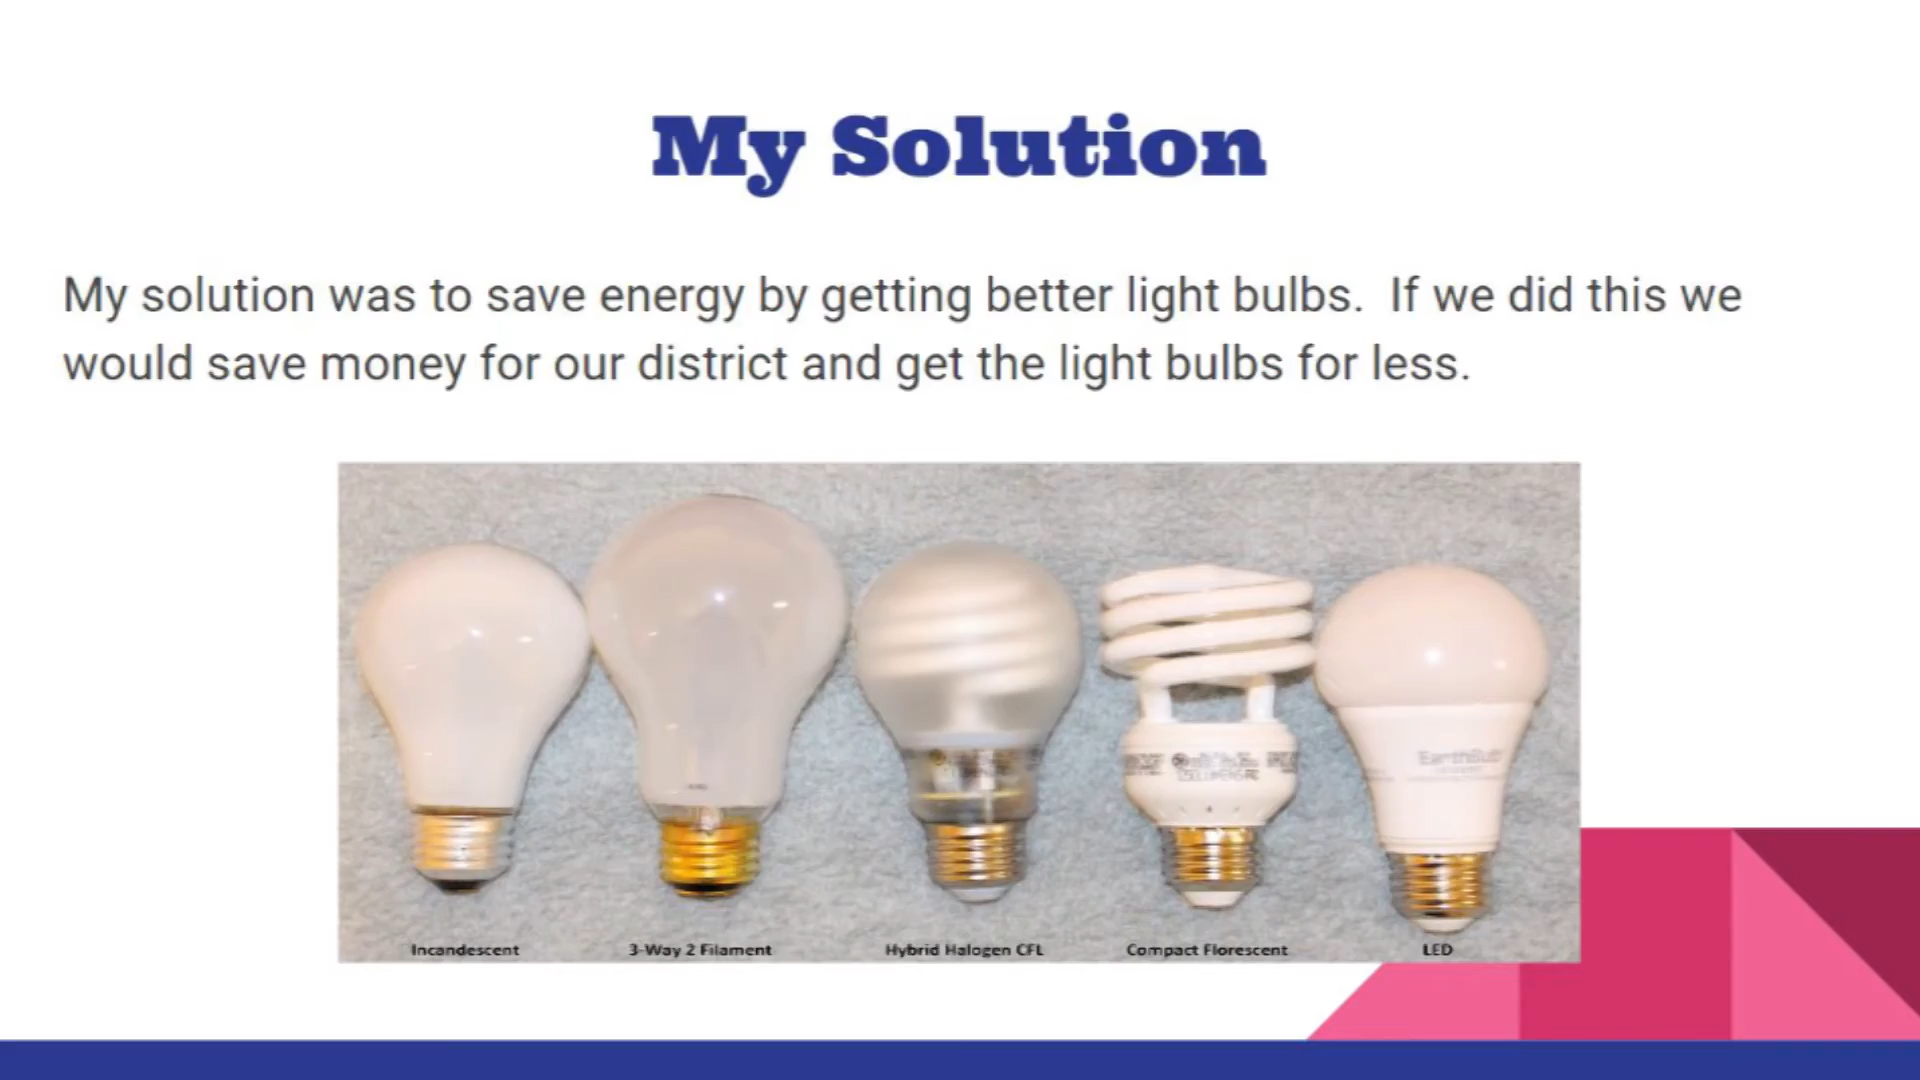 My Solution
My solution was to save energy by getting better light bulbs. If we did this we
would save money for our district and get the light bulbs for less.
EarthBulb
Incandescent
3-Way 2 Filament
Hybrid Halogen CFL
Compact Florescent
LED